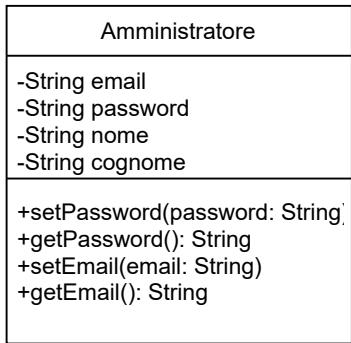 Amministratore
-String email
-String password
-String nome
-String cognome
+setPassword(password: String)
+getPassword(): String
+setEmail(email: String)
+getEmail(): String